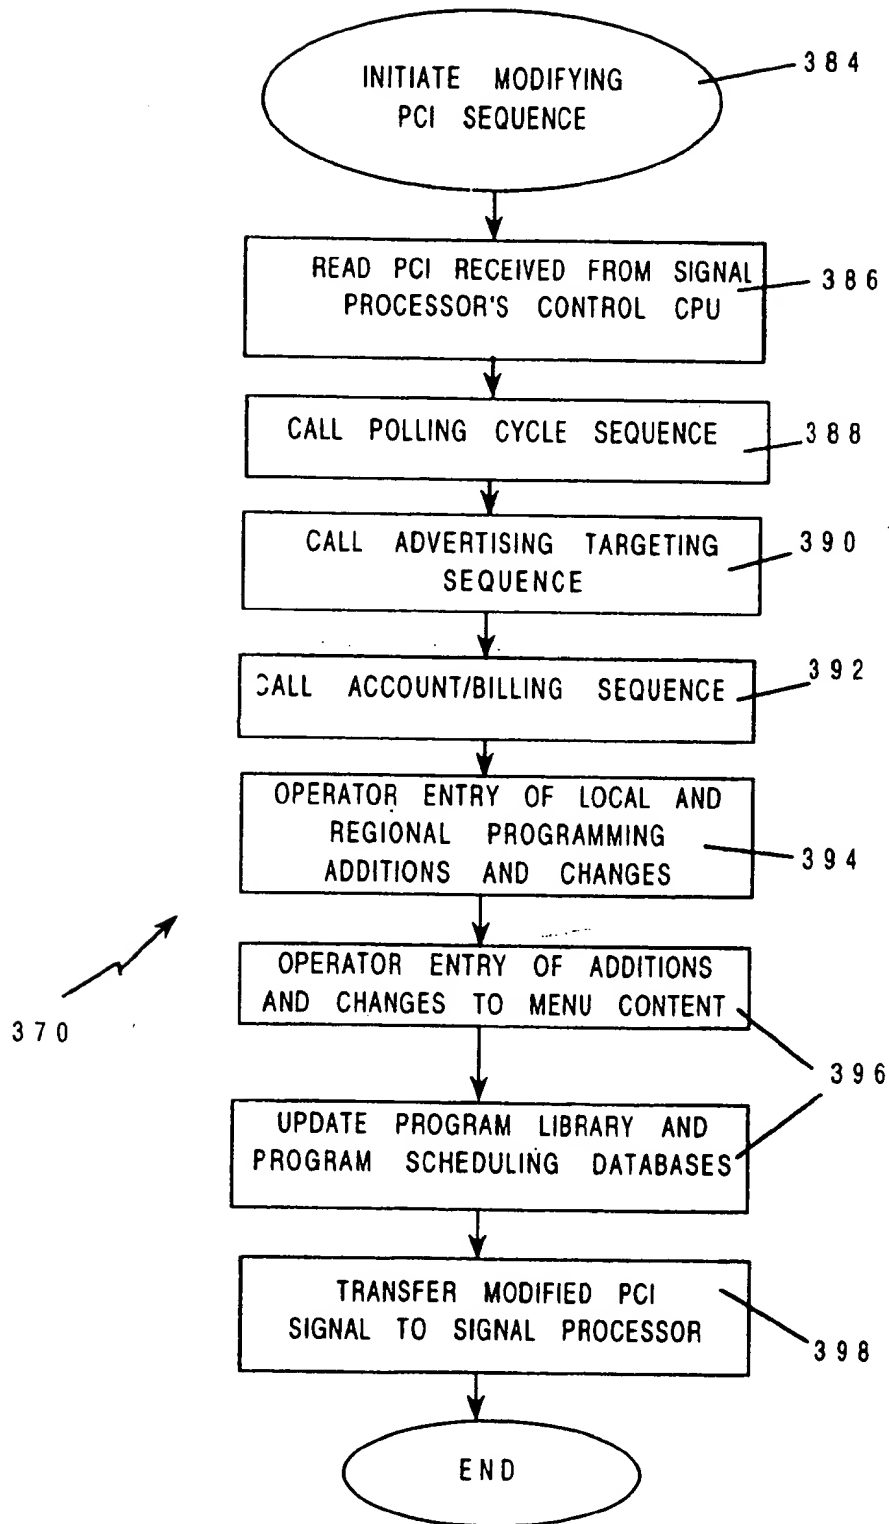 INITIATE MODIFYING
PCI SEQUENCE
384
READ PCI RECEIVED FROM SIGNAL
PROCESSOR'S CONTROL CPU
386
CALL POLLING CYCLE SEQUENCE
388
CALL ADVERTISING TARGETING
SEQUENCE
390
CALL ACCOUNT/BILLING SEQUENCE
392
OPERATOR ENTRY OF LOCAL AND
REGIONAL PROGRAMMING
ADDITIONS AND CHANGES
394
370
OPERATOR ENTRY OF ADDITIONS
AND CHANGES TO MENU CONTENT
396
UPDATE PROGRAM LIBRARY AND
PROGRAM SCHEDULING DATABASES
TRANSFER MODIFIED PCI
SIGNAL TO SIGNAL PROCESSOR
398
END